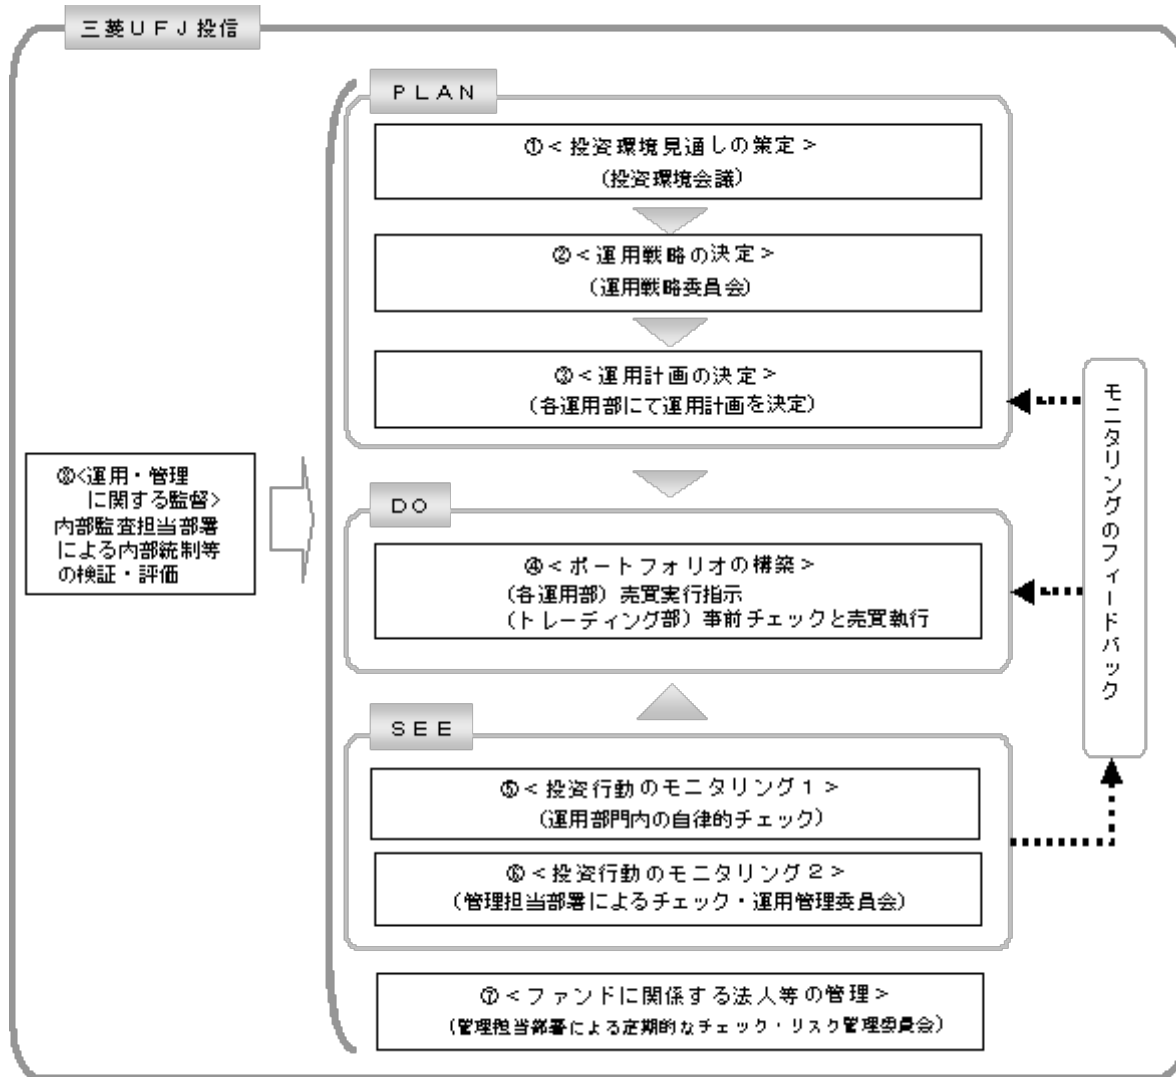 三菱UFJ投信
PLAN
①<投資環境見通しの策定>
(投資環境会議)
②<運用戦略の決定>
(運用戦略委員会)
③<運用計画の決定>
(各運用部にて運用計画を決定)
⑧<運用・管理
に関する監督>
内部監査担当部署
による内部統制等
の検証・評価
DO
④<ポートフォリオの構築>
(各運用部)売買実行指示
(トレーディング部)事前チェックと売買執行
SEE
⑤<投資行動のモニタリング1>
(運用部門内の自律的チェック)
⑥<投資行動のモニタリング2>
(管理担当部署によるチェック・運用管理委員会)
⑦<ファンドに関係する法人等の管理>
(管理担当部署による定期的なチェック・リスク管理委員会)
モニタリングのフィードバック